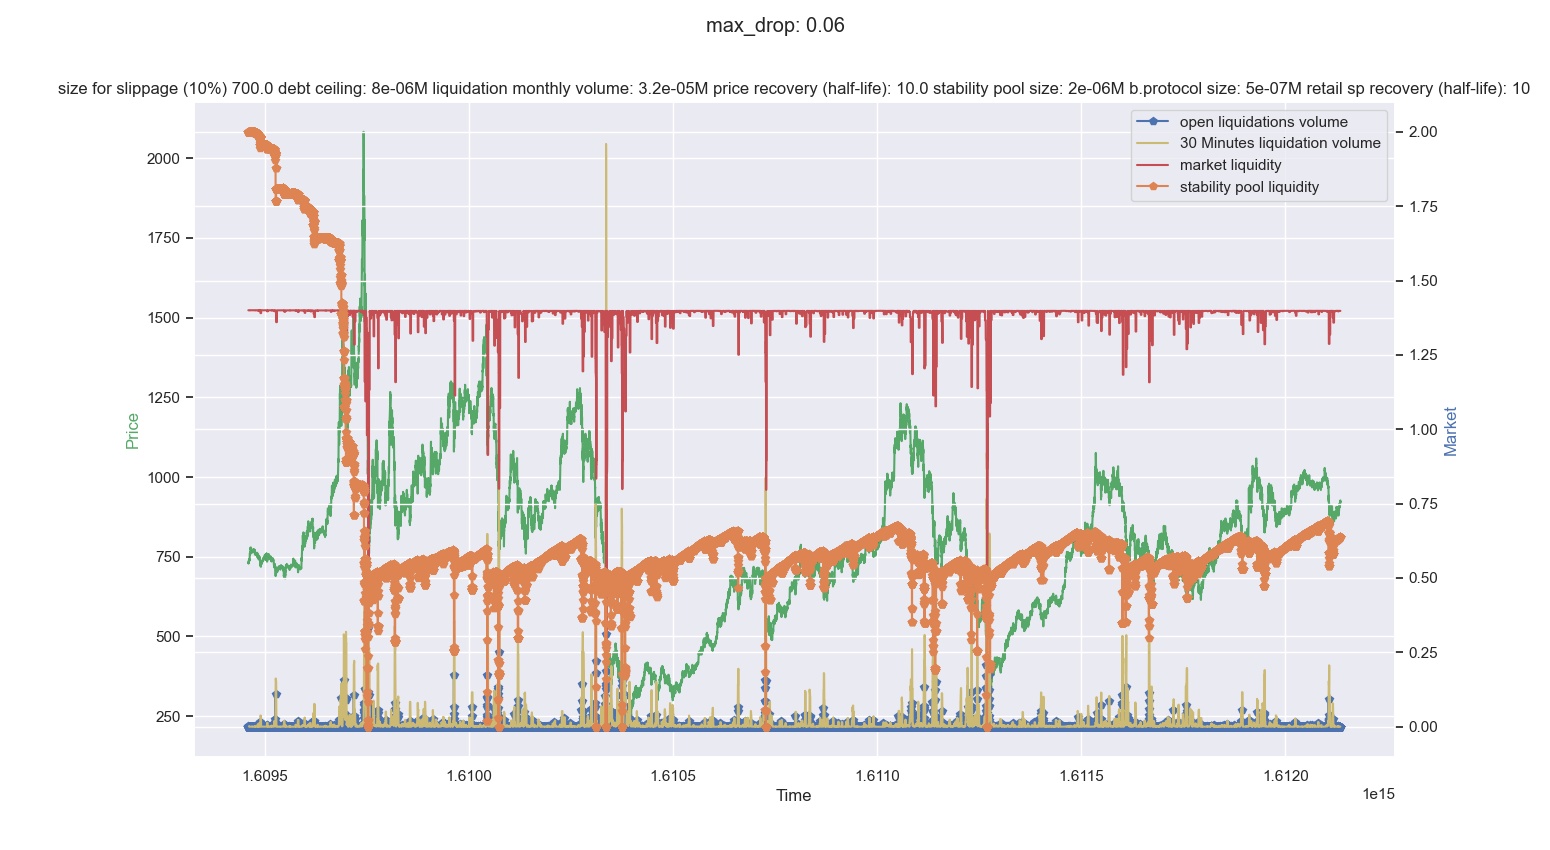 max_drop: 0.06
size for slippage (10%) 700.0 debt ceiling: 8e-06M liquidation monthly volume: 3.2e-05M price recovery (half-life): 10.0 stability pool size: 2e-06M b.protocol size: 5e-07M retail sp recovery (half-life): 10
open liquidations volume
30 Minutes liquidation volume
market liquidity
stability pool liquidity
2000
1750
1500
1250
1000
750
500
250
Price
2.00
1.75
1.50
1.25
1.00
0.75
0.50
0.25
0.00
Market
1.6095
1.6100
1.6105
1.6110
1.6115
1.6120
Time
1e15